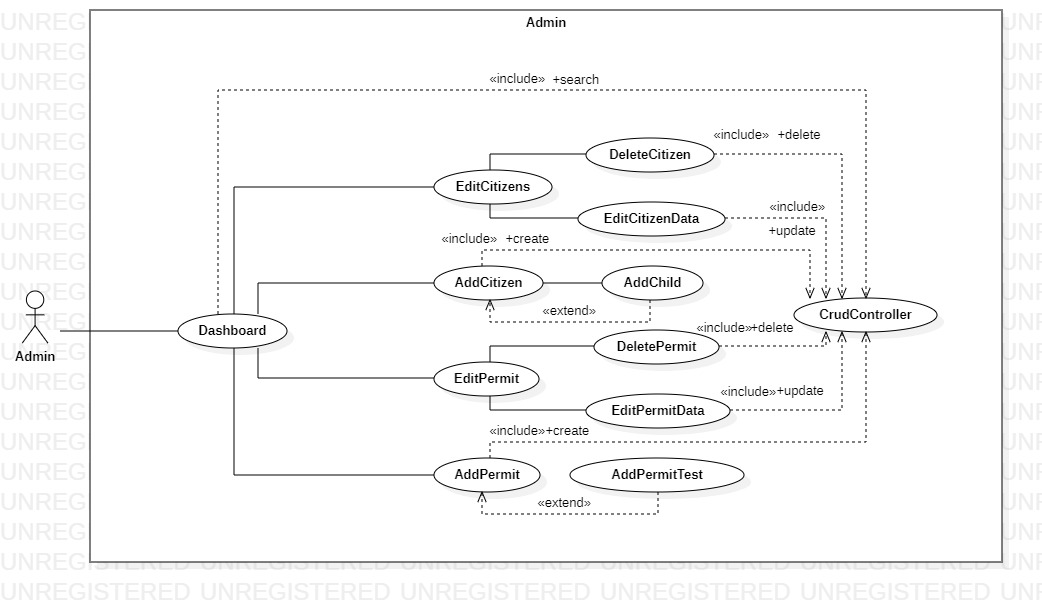 Admin
«include» +search
«include» +delete
DeleteCitizen
EditCitizens
«include»
EditCitizenData
+update
«include» +create
AddCitizen
AddChild
«extend»
CrudController
Dashboard
Admin
«include»+delete
DeletePermit
EditPermit
«include»+update
EditPermitData
«include»+create
AddPermit
AddPermitTest
«extend»
UNREGISTERED UNREGISTERED UNREGISTERED UNREGISTERED UNREGISTERED UN